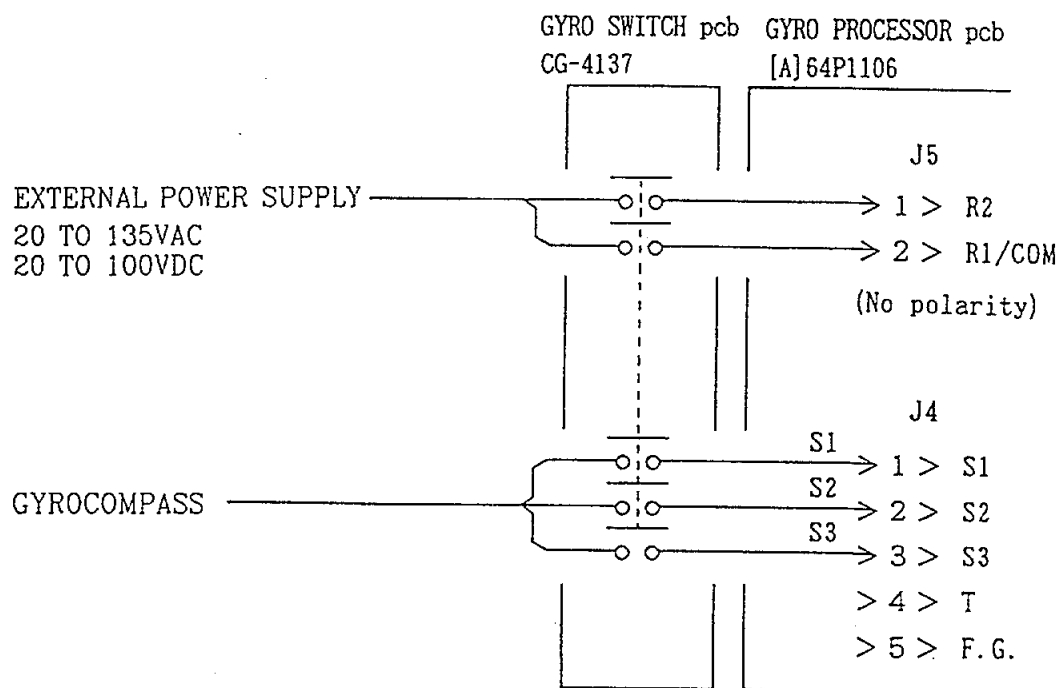 GYRO SWITCH pcb
CG-4137
GYRO PROCESSOR pcb
[A]64P1106
J5
EXTERNAL POWER SUPPLY
20 TO 135VAC
20 TO 100VDC
> 1 > R2
> 2 > R1/COM
(No polarity)
J4
GYROCOMPASS
S1
> 1 > S1
S2
> 2 > S2
S3
> 3 > S3
> 4 > T
> 5 > F.G.